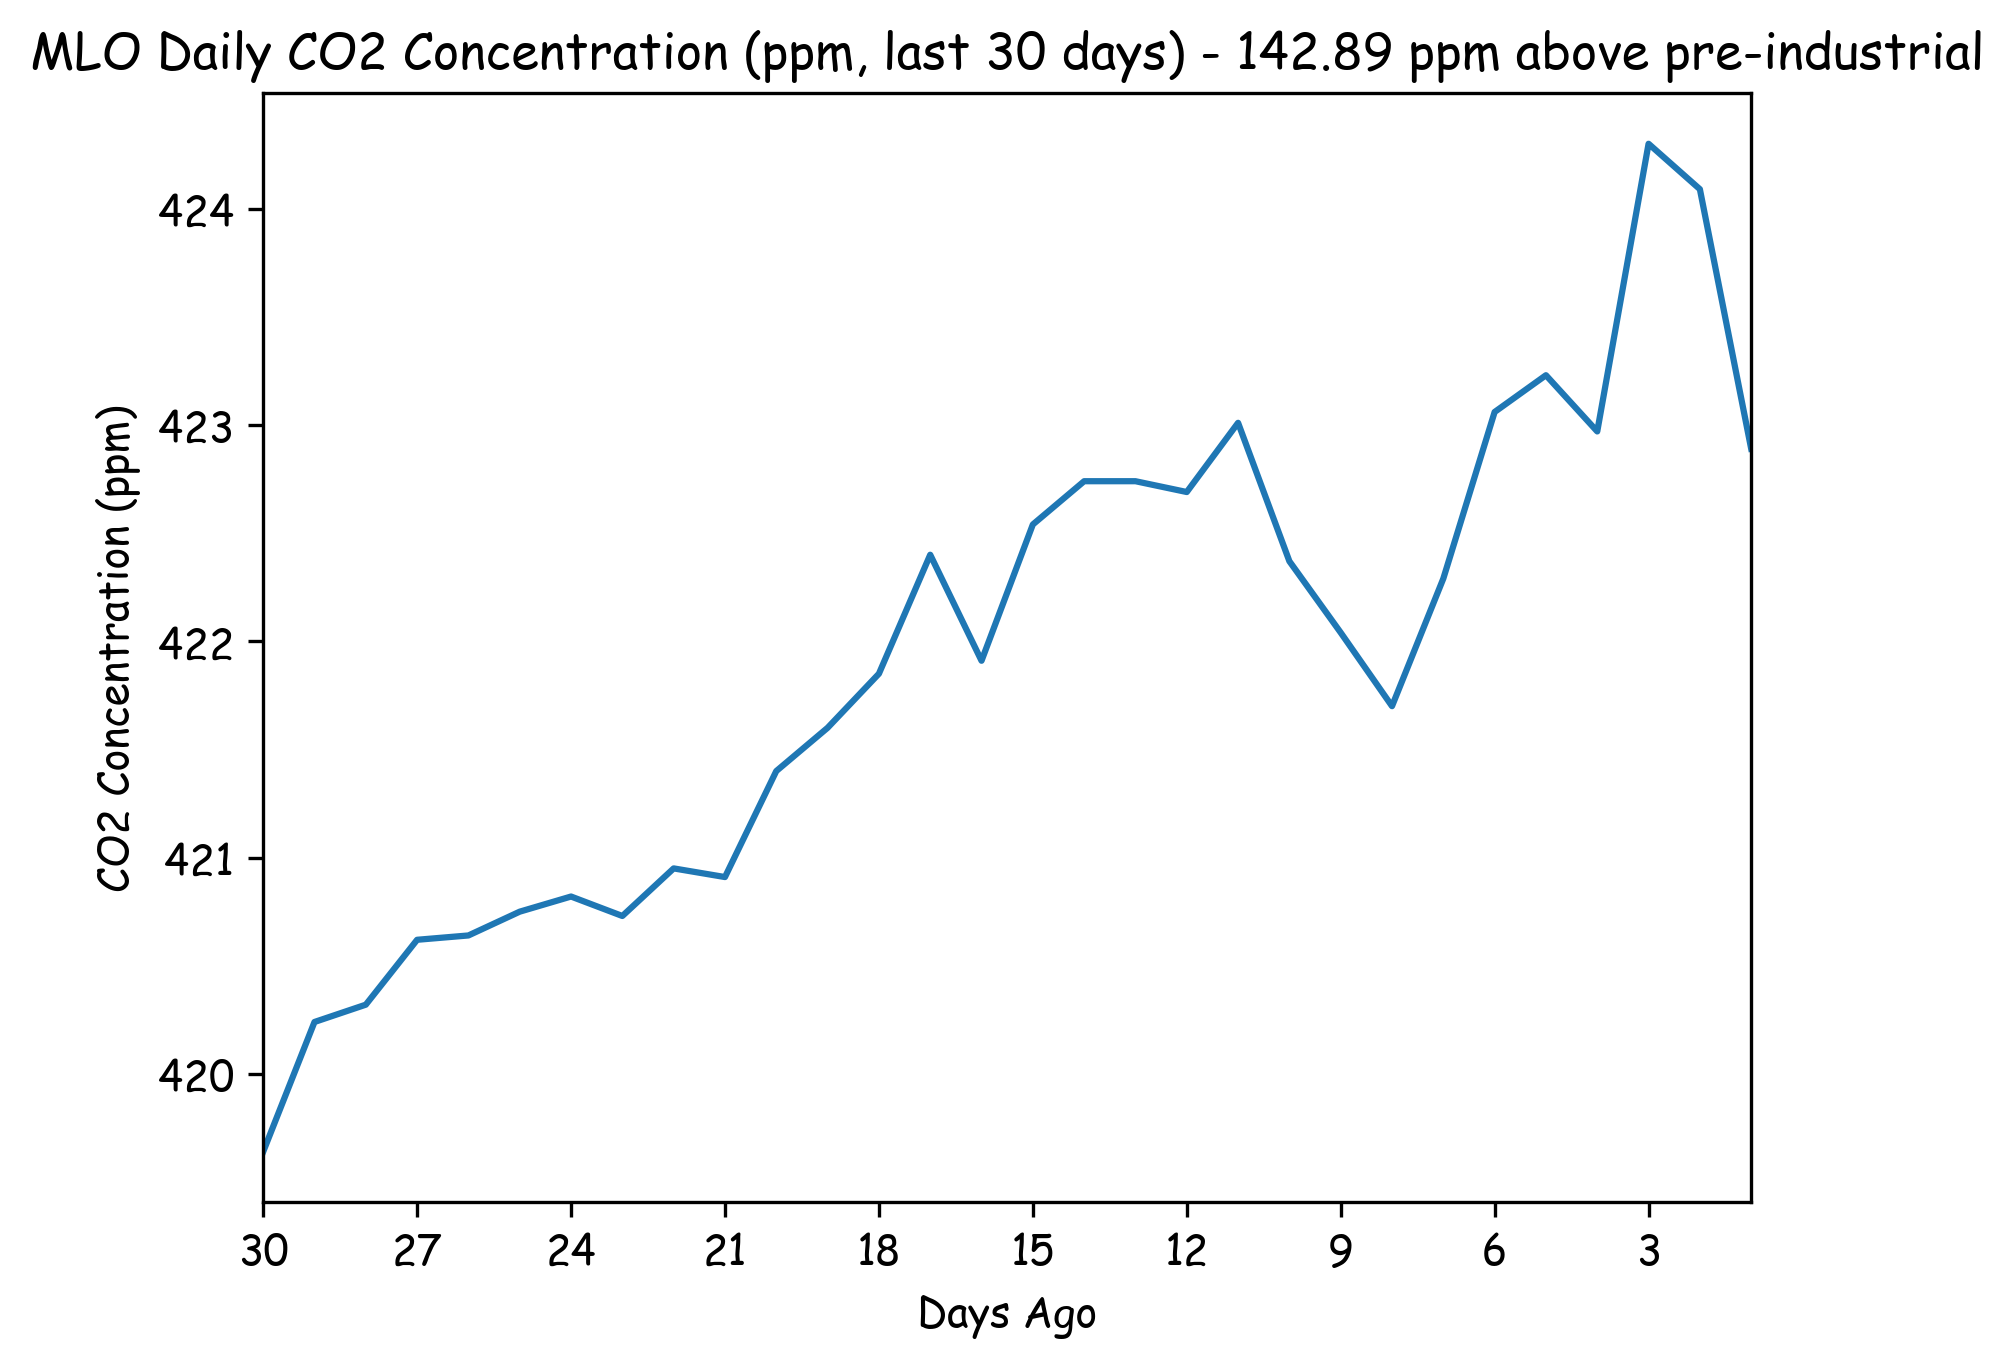 MLO Daily CO2 Concentration (ppm, last 30 days) - 142.89 ppm above pre-industrial
CO2 Concentration (ppm)
424
423
422
421
420
30 27 24 21 18 15 12 9 6 3
Days Ago